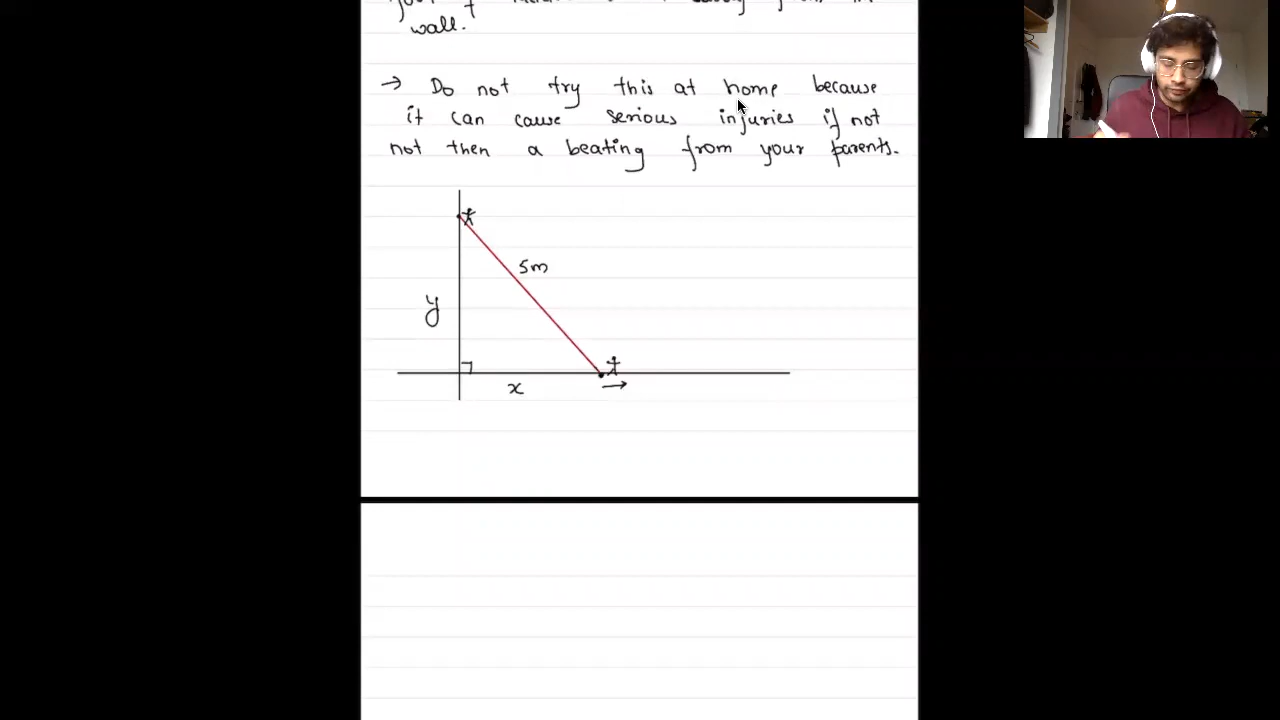 wall.
→ Do not try this at home because
it can cause serious injuries if not
not then a beating from your parents.
5m
y
x